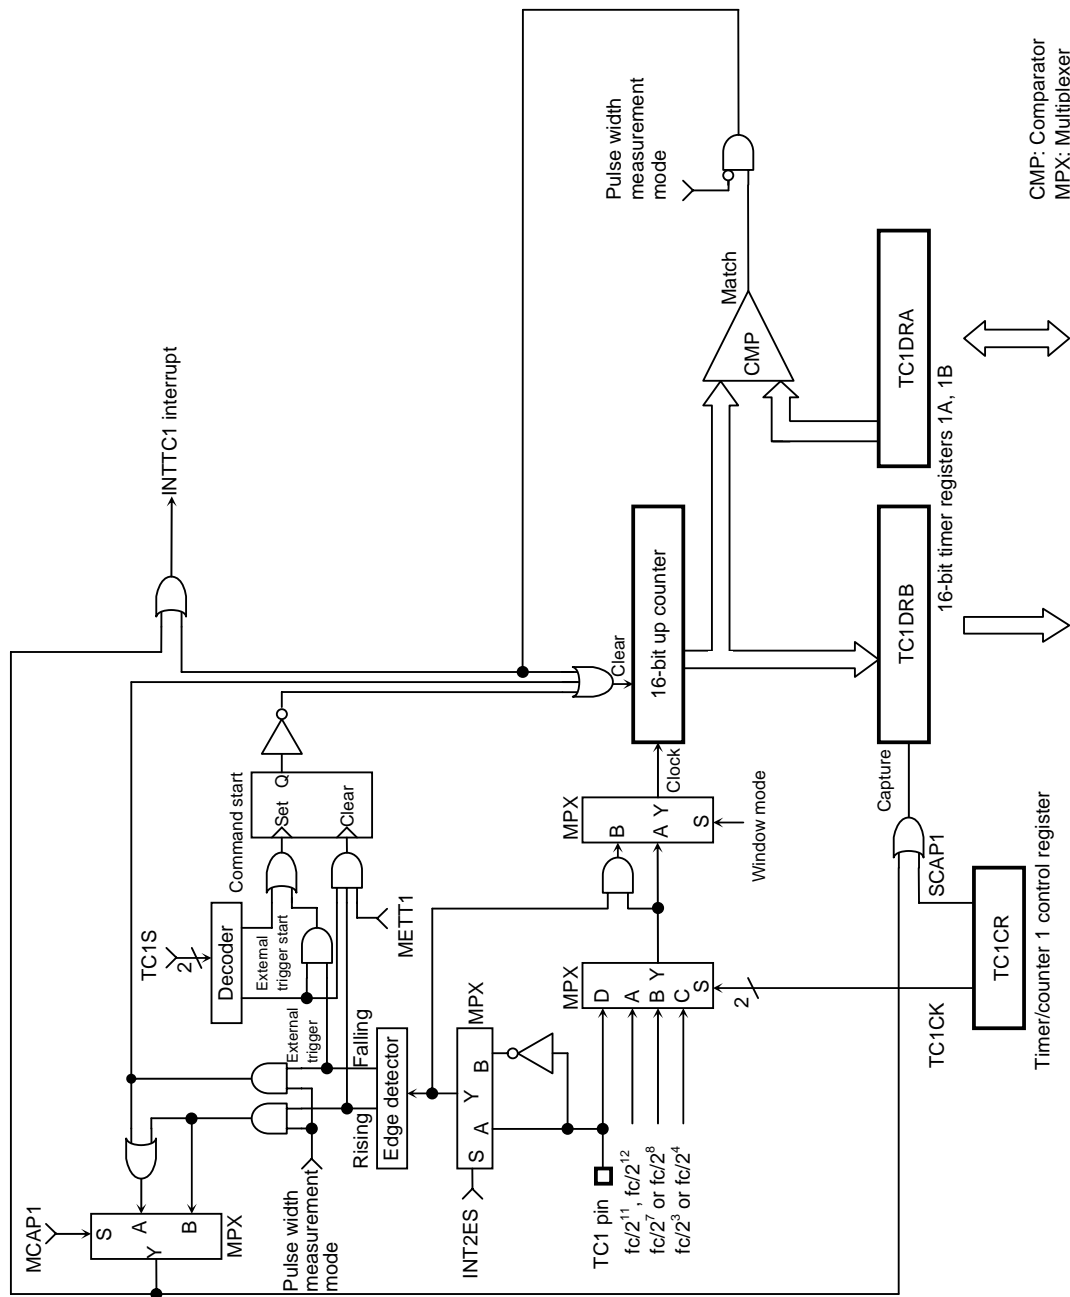 MCAP1
S
A
B
Y
MPX
Pulse width
measurement
mode
TC1S
2
Decoder
External
trigger start
Command start
Set
Q
Clear
METT1
External
trigger
Falling
Rising
Edge detector
INT2ES
S
A
Y
B
MPX
TC1 pin
fc/2¹¹, fc/2¹²
fc/2⁷ or fc/2⁸
fc/2³ or fc/2⁴
MPX
D
A
B Y
C
S
2
TC1CK
MPX
B
A Y
S
Window mode
Clock
Clear
16-bit up counter
INTTC1 interrupt
CMP
Match
Pulse width
measurement
mode
TC1CR
Timer/counter 1 control register
SCAP1
Capture
TC1DRB
TC1DRA
16-bit timer registers 1A, 1B
CMP: Comparator
MPX: Multiplexer